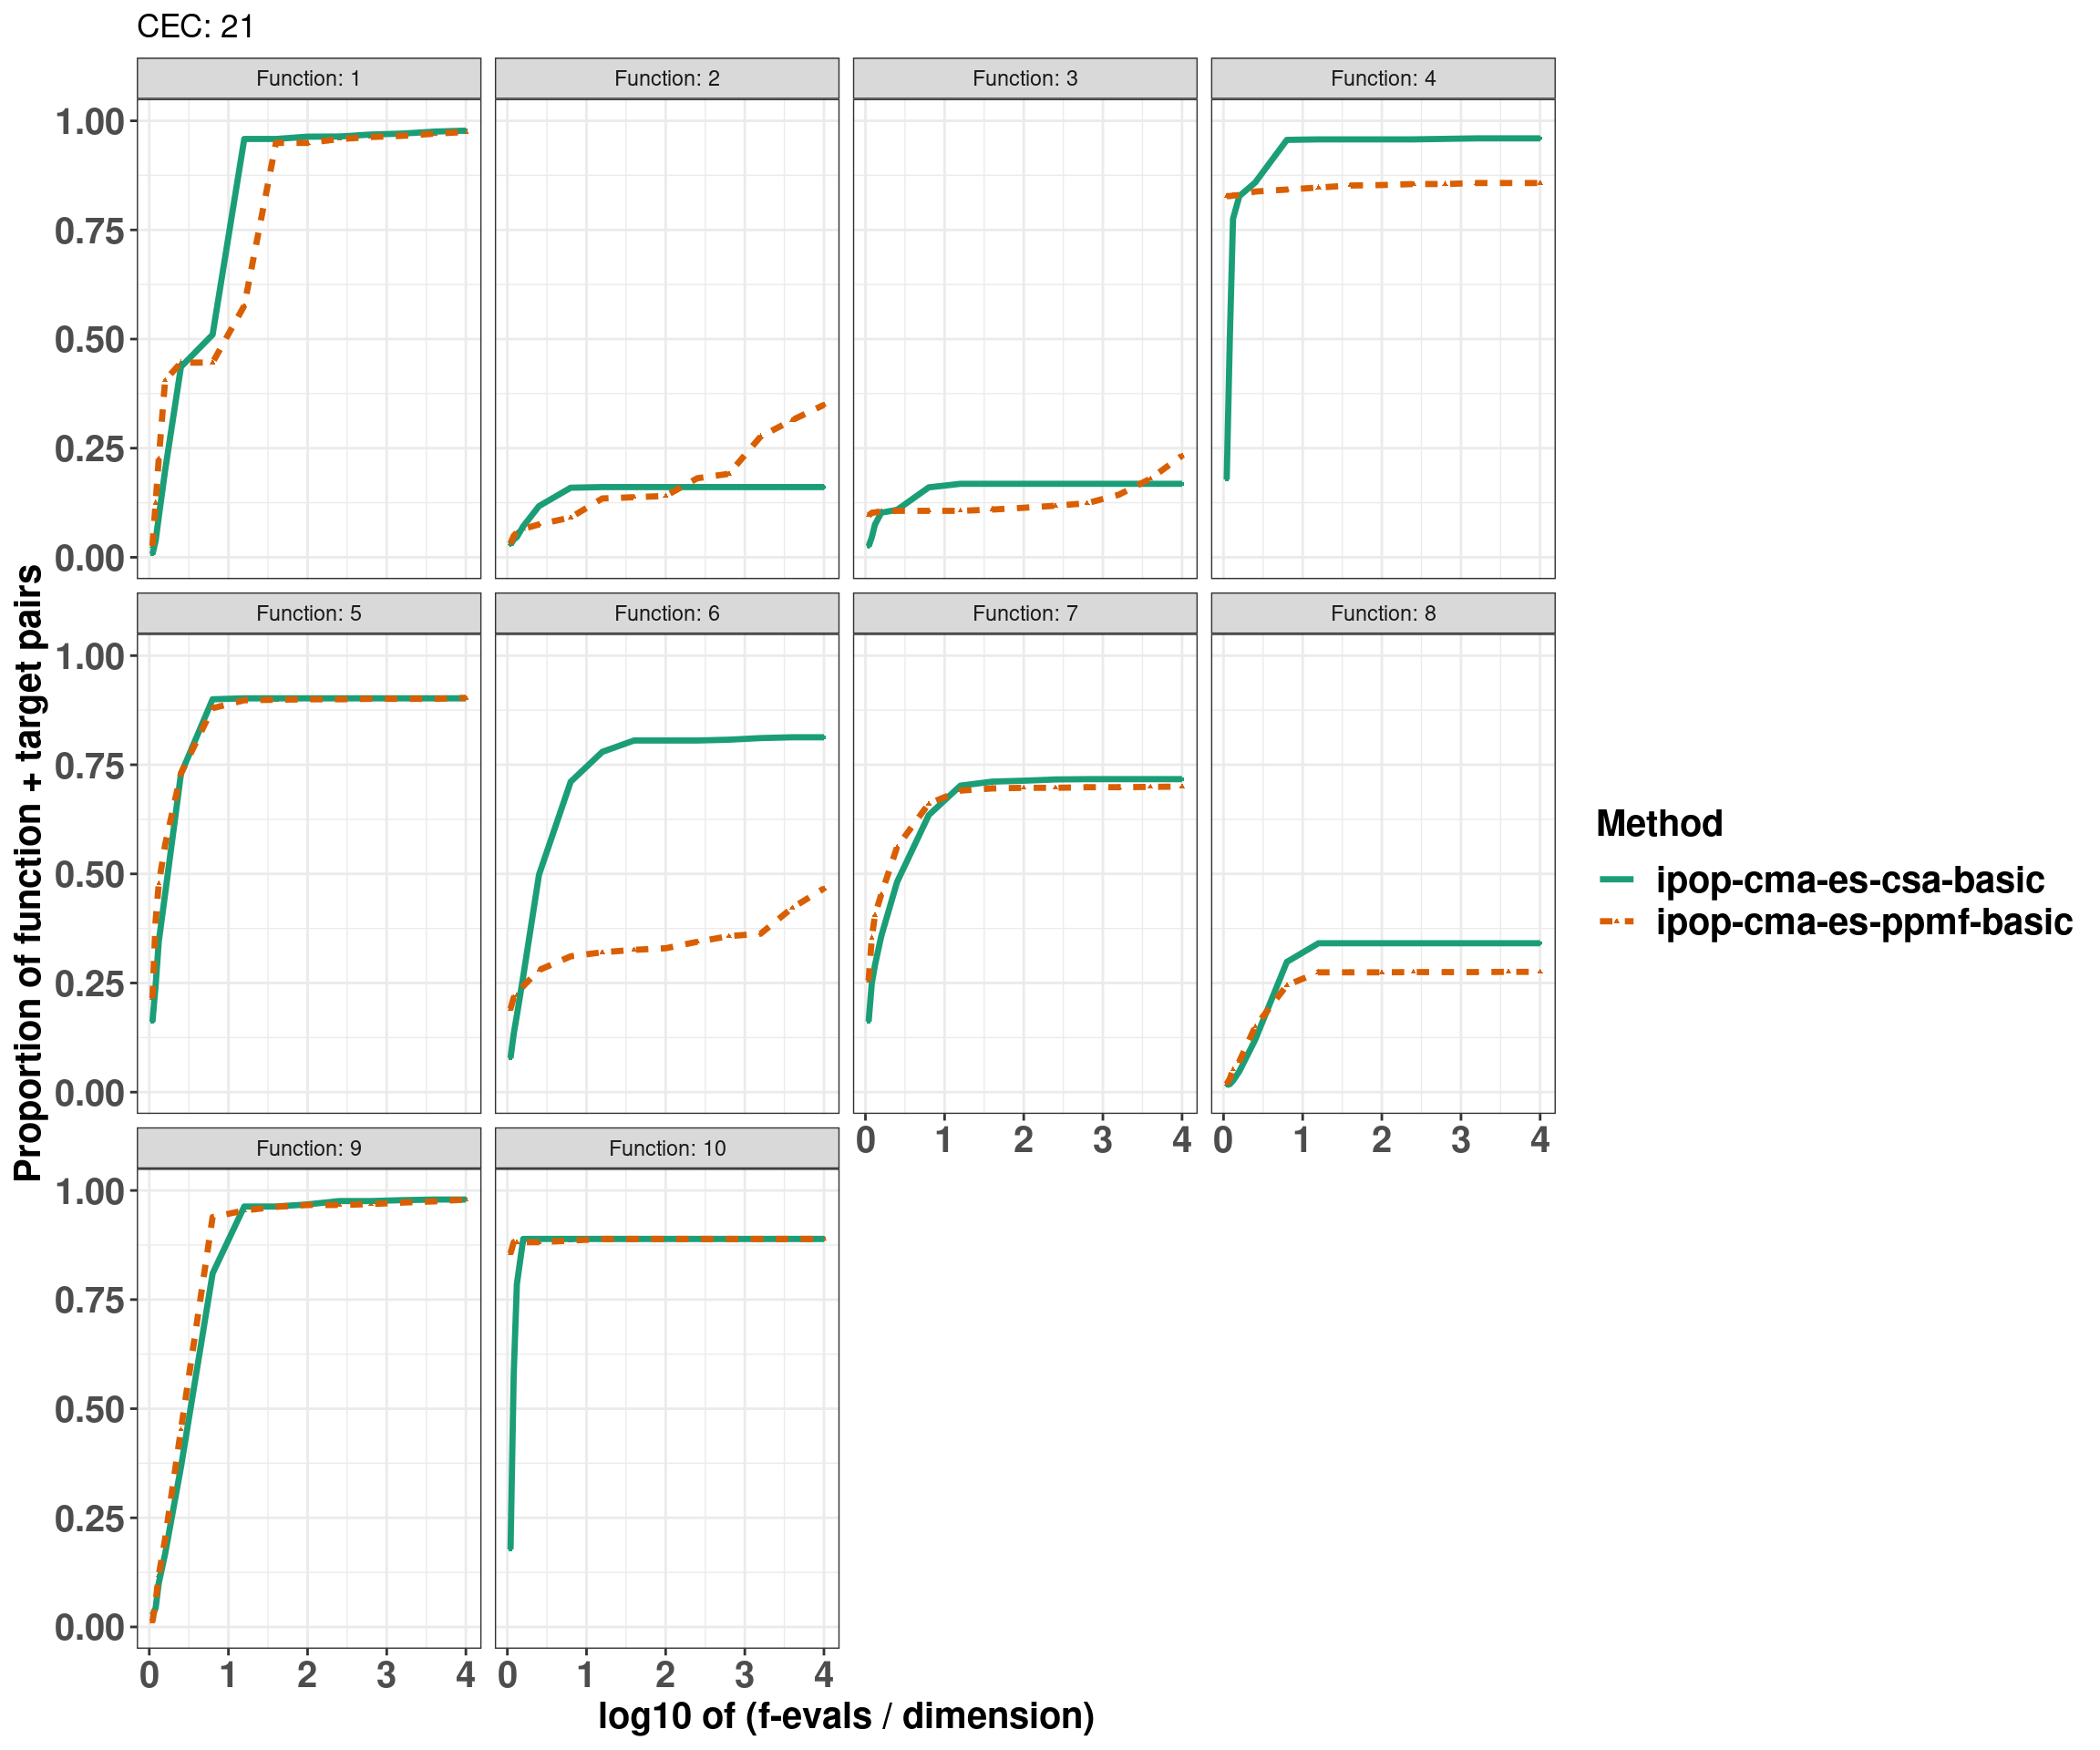 CEC: 21
Function: 1
Function: 2
Function: 3
Function: 4
1.00
0.75
0.50
0.25
0.00
Function: 5
Function: 6
Function: 7
Function: 8
1.00
0.75
0.50
0.25
0.00
0 1 2 3 4
0 1 2 3 4
Function: 9
Function: 10
1.00
0.75
0.50
0.25
0.00
0 1 2 3 4
0 1 2 3 4
log10 of (f-evals / dimension)
Proportion of function + target pairs
Method
ipop-cma-es-csa-basic
ipop-cma-es-ppmf-basic